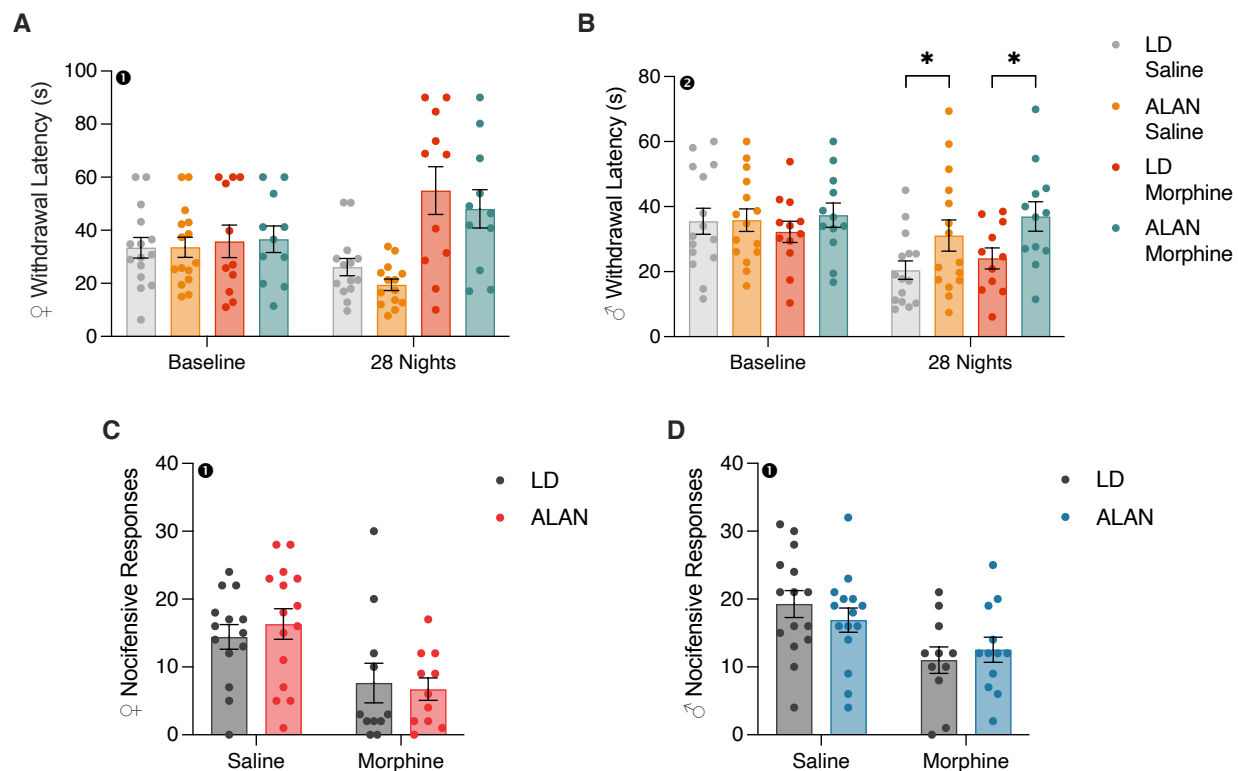 A
♀ Withdrawal Latency (s)
100
80
60
40
20
0
❶
Baseline
28 Nights
B
♂ Withdrawal Latency (s)
80
60
40
20
0
❷
*
*
Baseline
28 Nights
LD
Saline
ALAN
Saline
LD
Morphine
ALAN
Morphine
C
♀ Nocifensive Responses
40
30
20
10
0
❶
Saline
Morphine
LD
ALAN
D
♂ Nocifensive Responses
40
30
20
10
0
❶
Saline
Morphine
LD
ALAN